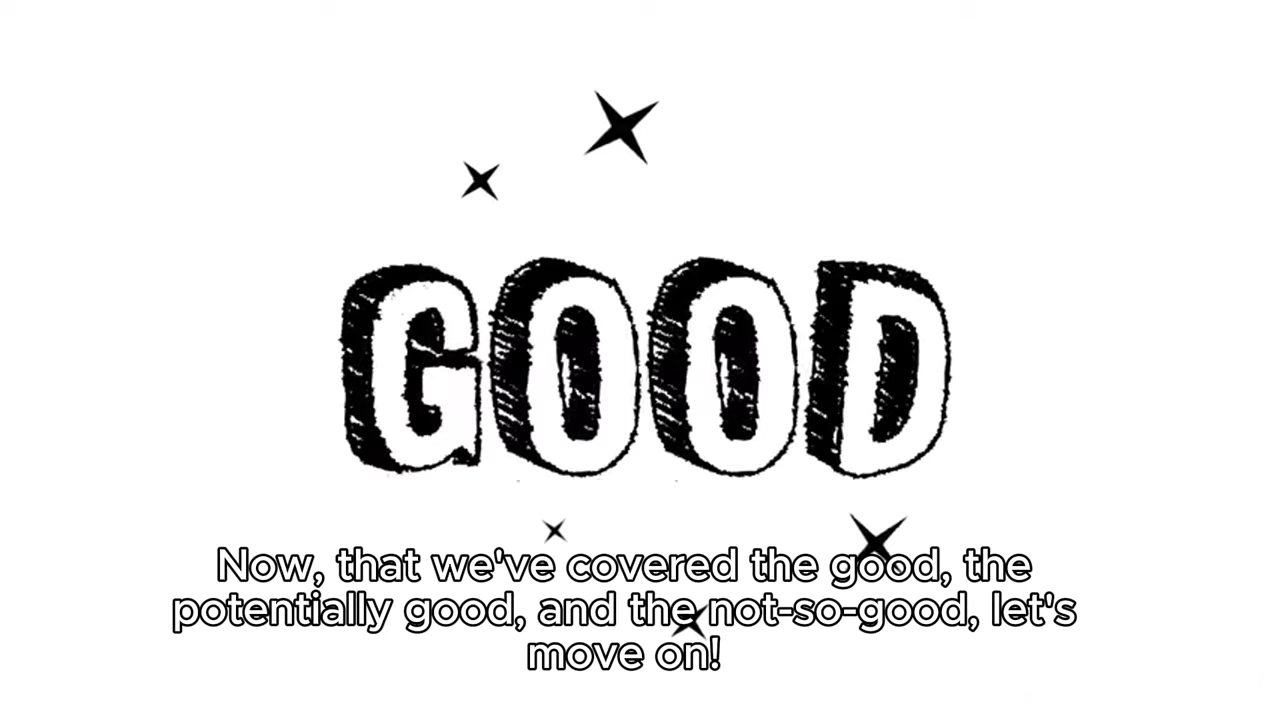 GOOD
Now, that we've covered the good, the
potentially good, and the not-so-good, let's
move on!